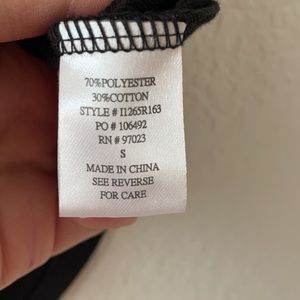 70%POLYESTER
30%COTTON
STYLE # I1265R163
PO # 106492
RN # 97023
S
MADE IN CHINA
SEE REVERSE
FOR CARE